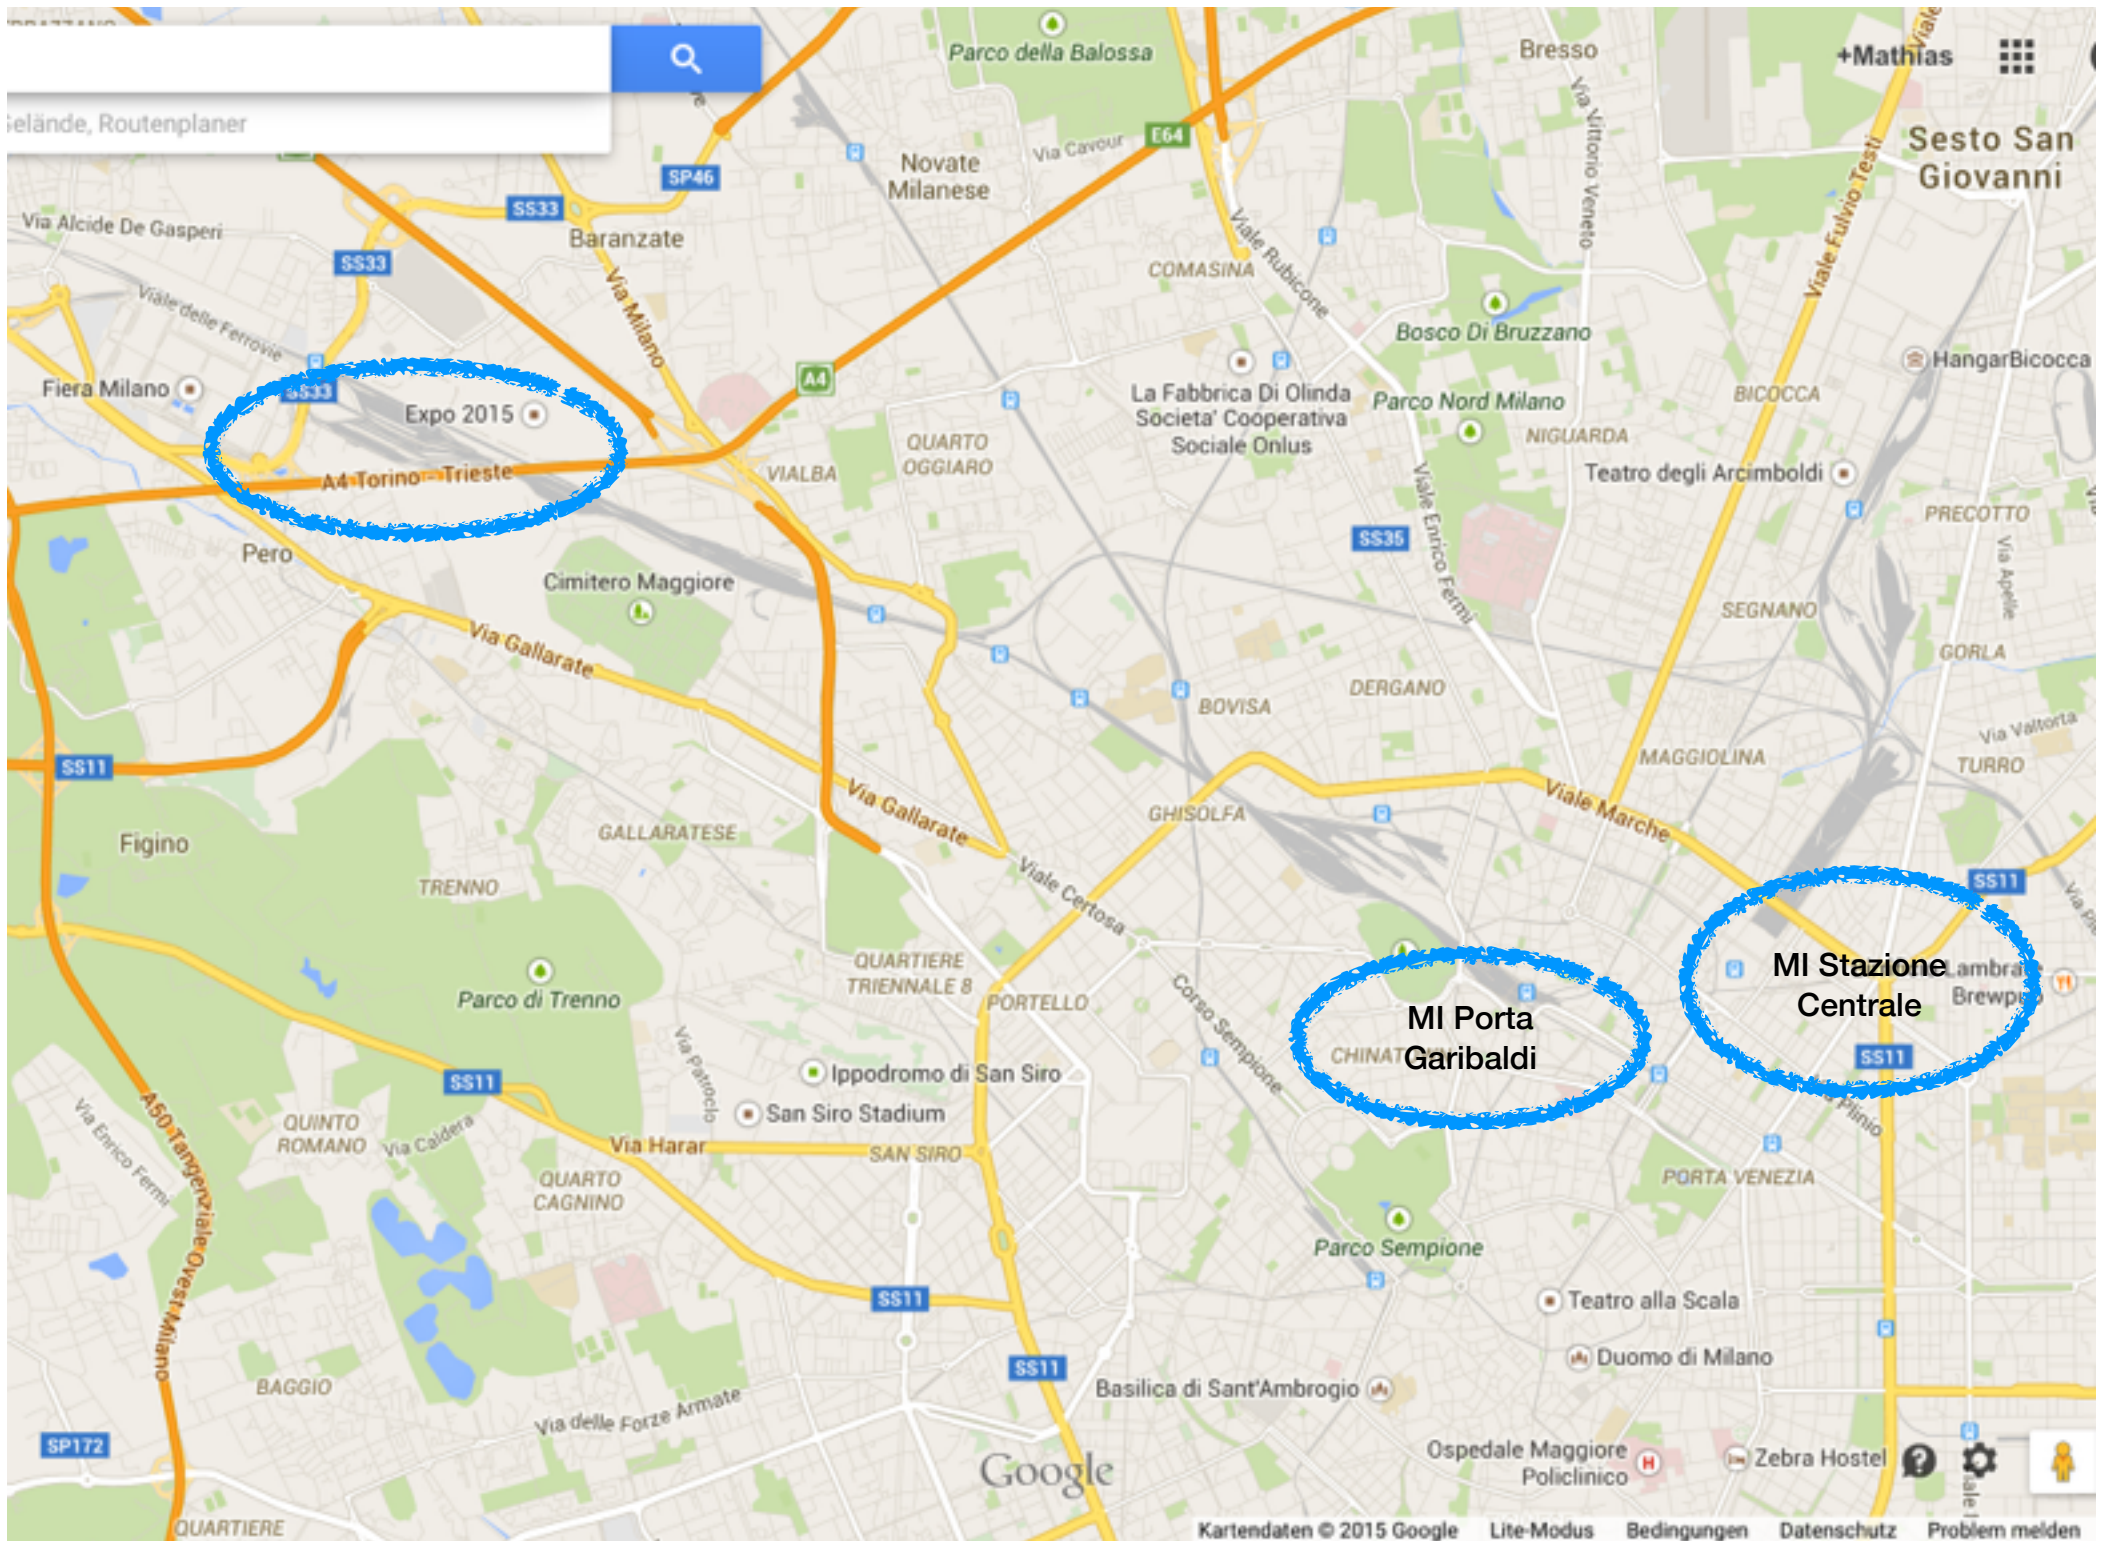 Parco della Balossa
Bresso
+Mathias
elände, Routenplaner
Via Cavour
E64
Via Vittorio Veneto
Sesto San
Giovanni
Novate
Milanese
SP46
SS33
Via Alcide De Gasperi
Baranzate
SS33
COMASINA
Viale Rubicone
Viale Fulvio Testi
Via Milano
Viale delle Ferrovie
Bosco Di Bruzzano
HangarBicocca
Fiera Milano
SS33
Expo 2015
A4
La Fabbrica Di Olinda
Societa' Cooperativa
Sociale Onlus
Parco Nord Milano
BICOCCA
NIGUARDA
QUARTO
OGGIARO
VIALBA
A4 Torino - Trieste
Teatro degli Arcimboldi
Viale Enrico Fermi
PRECOTTO
SS35
Via Apelle
Pero
Cimitero Maggiore
SEGNANO
GORLA
Via Gallarate
DERGANO
BOVISA
Via Valtorta
MAGGIOLINA
TURRO
SS11
Via Gallarate
GHISOLFA
Viale Marche
Figino
GALLARATESE
TRENNO
Viale Certosa
SS11
QUARTIERE
TRIENNALE 8
PORTELLO
Parco di Trenno
Corso Sempione
MI Stazione
Centrale
Lambra
Brewp
MI Porta
Garibaldi
CHINAT
SS11
Via Patroclo
Ippodromo di San Siro
San Siro Stadium
SS11
Plinio
A50 Tangenziale Ovest Milano
Via Enrico Fermi
QUINTO
ROMANO
Via Caldera
Via Harar
SAN SIRO
QUARTO
CAGNINO
PORTA VENEZIA
Parco Sempione
SS11
Teatro alla Scala
SS11
Duomo di Milano
BAGGIO
Basilica di Sant'Ambrogio
Via delle Forze Armate
SP172
Google
Ospedale Maggiore
Policlinico
H
Zebra Hostel
QUARTIERE
Kartendaten © 2015 Google
Lite-Modus
Bedingungen
Datenschutz
Problem melden